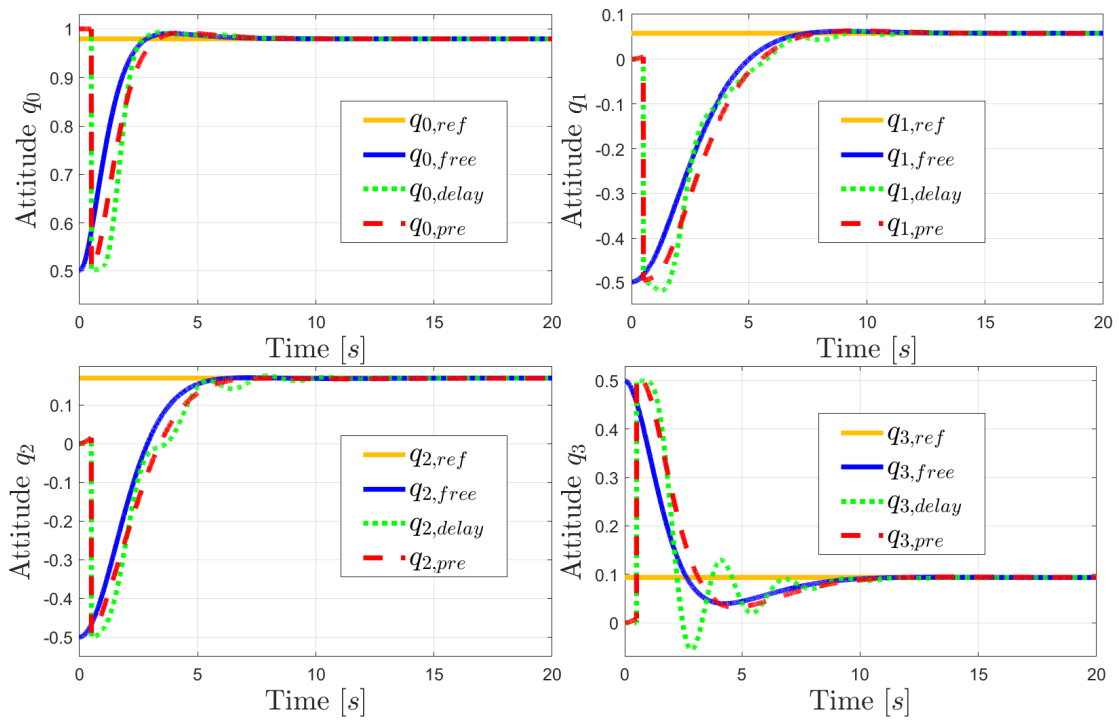 Attitude q0
1
0.9
0.8
0.7
0.6
0.5
0
5
10
15
20
Time [s]
q0,ref
q0,free
q0,delay
q0,pre
Attitude q1
0.1
0
-0.1
-0.2
-0.3
-0.4
-0.5
0
5
10
15
20
Time [s]
q1,ref
q1,free
q1,delay
q1,pre
Attitude q2
0.1
0
-0.1
-0.2
-0.3
-0.4
-0.5
0
5
10
15
20
Time [s]
q2,ref
q2,free
q2,delay
q2,pre
Attitude q3
0.5
0.4
0.3
0.2
0.1
0
0
5
10
15
20
Time [s]
q3,ref
q3,free
q3,delay
q3,pre